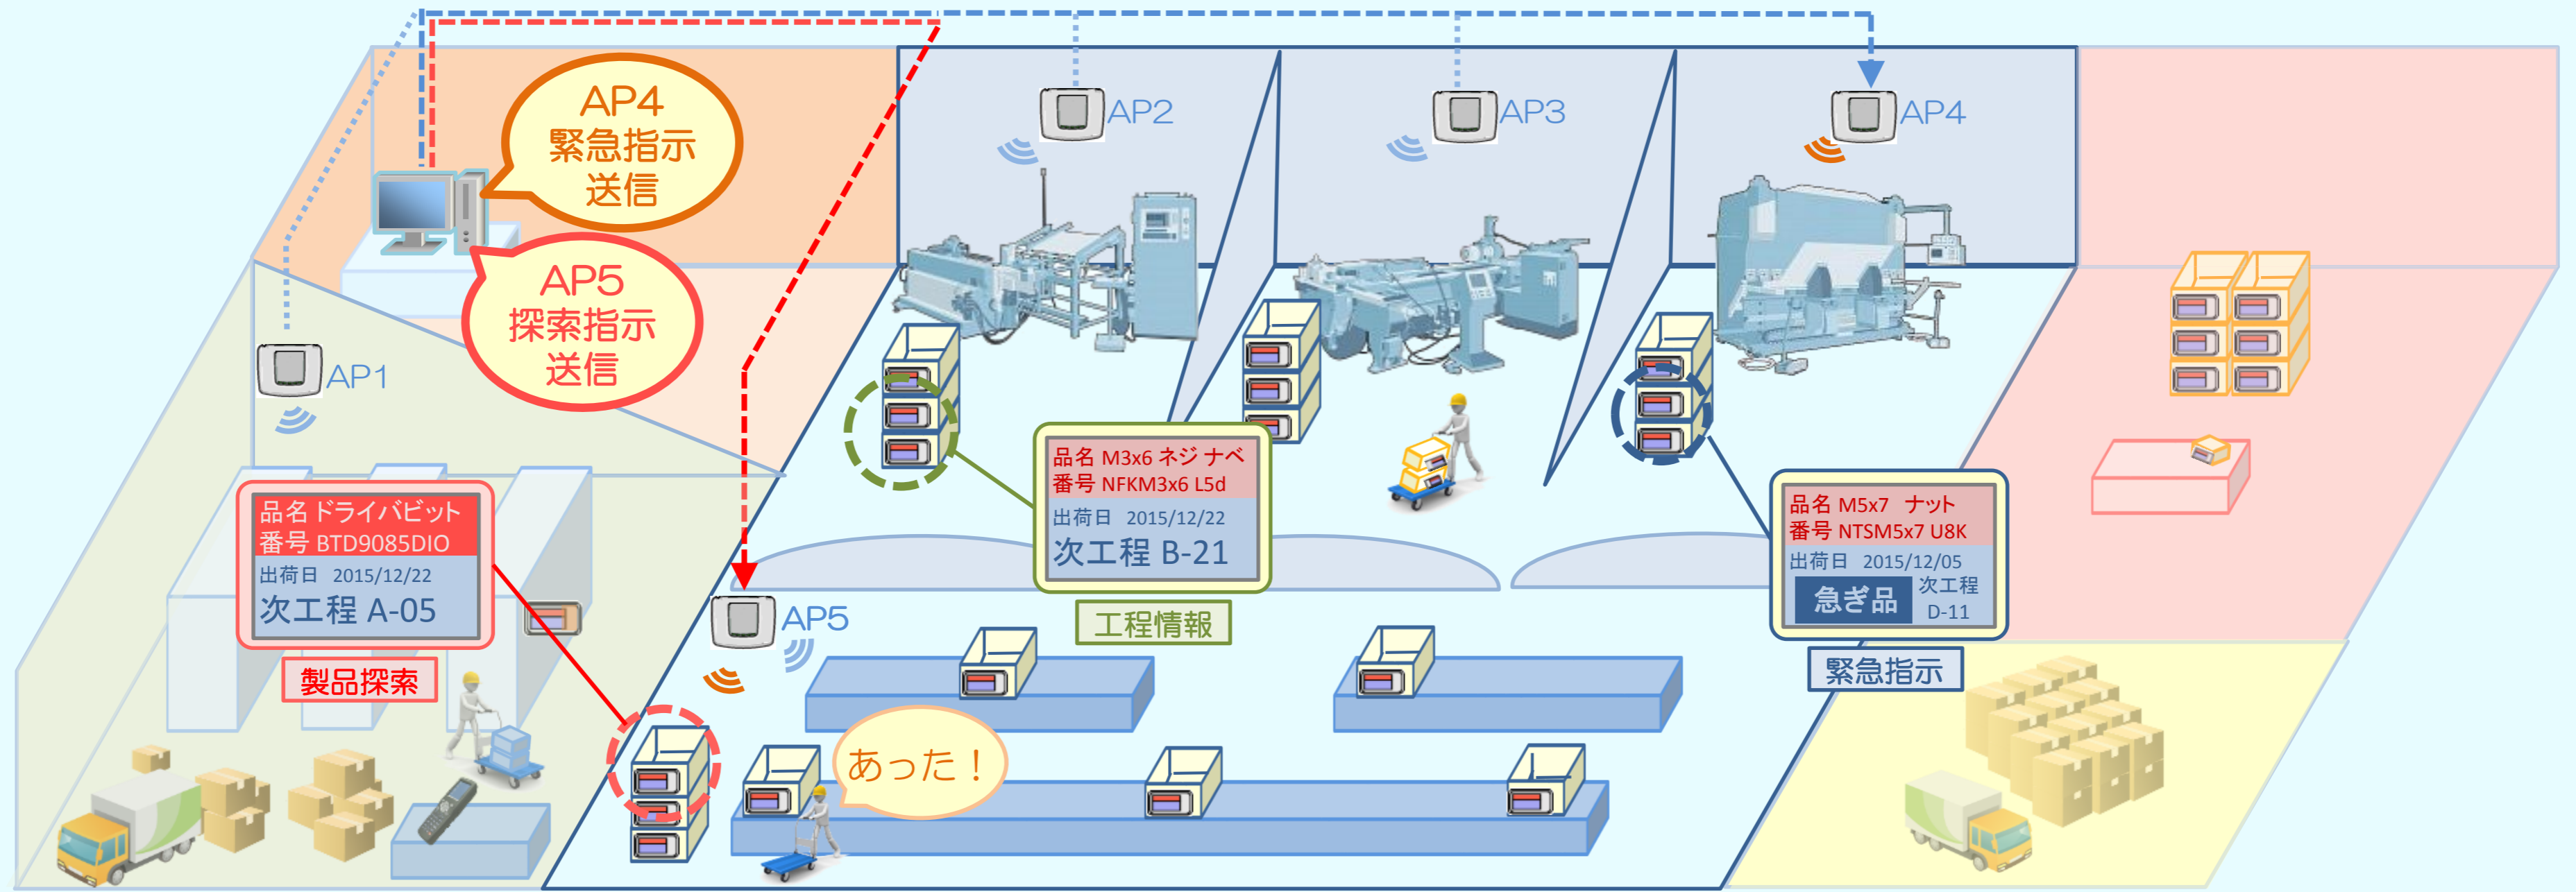 AP4
緊急指示
送信
AP5
探索指示
送信
AP1
AP2
AP3
AP4
AP5
品名 ドライバビット
番号 BTD9085DIO
出荷日 2015/12/22
次工程 A-05
製品探索
品名 M3x6 ネジ ナベ
番号 NFKM3x6 L5d
出荷日 2015/12/22
次工程 B-21
工程情報
品名 M5x7 ナット
番号 NTSM5x7 U8K
出荷日 2015/12/05
急ぎ品
次工程
D-11
緊急指示
あった！